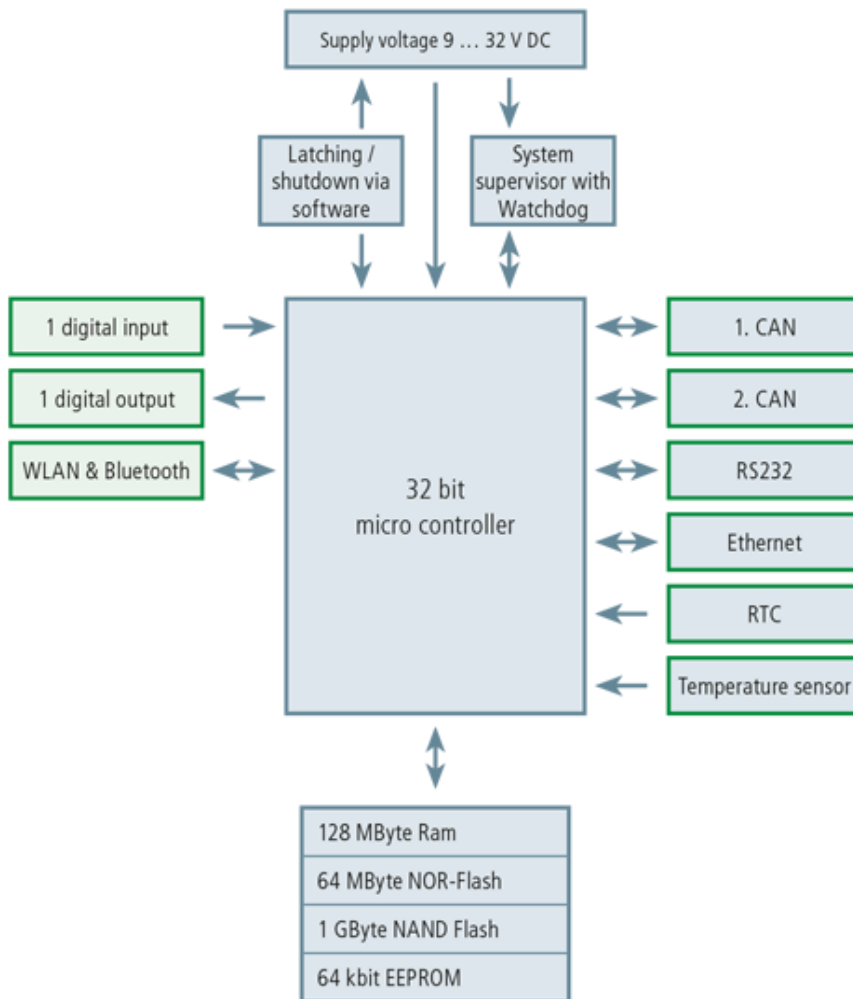 Supply voltage 9 … 32 V DC
Latching /
shutdown via
software
System
supervisor with
Watchdog
1 digital input
1 digital output
WLAN & Bluetooth
32 bit
micro controller
1. CAN
2. CAN
RS232
Ethernet
RTC
Temperature sensor
128 MByte Ram
64 MByte NOR-Flash
1 GByte NAND Flash
64 kbit EEPROM